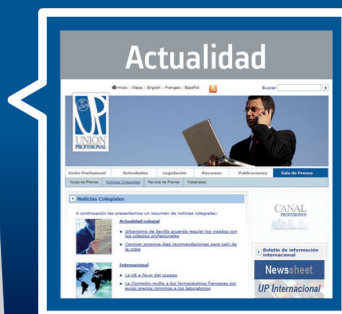 Actualidad
Inicio | Mapa | English | Français | Español
Buscar
UP
UNIÓN
PROFESIONAL
Unión Profesional Actividades Legislación Recursos Publicaciones Sala de Prensa
Notas de Prensa Noticias Colegiales Revista de Prensa Materiales
Noticias Colegiales
A continuación les presentamos un resumen de noticias colegiales:
Actualidad colegial
Urbanismo de Sevilla acuerda regular los visados con
los colegios profesionales
Carnicer propone diez recomendaciones para salir de
la crisis
Internacional
La UE a favor del copago
La Comisión multa a los farmacéuticos franceses por
exigir precios mínimos a los laboratorios
CANAL
PROFESIONES
Boletín de información
internacional
Newssheet
UP Internacional